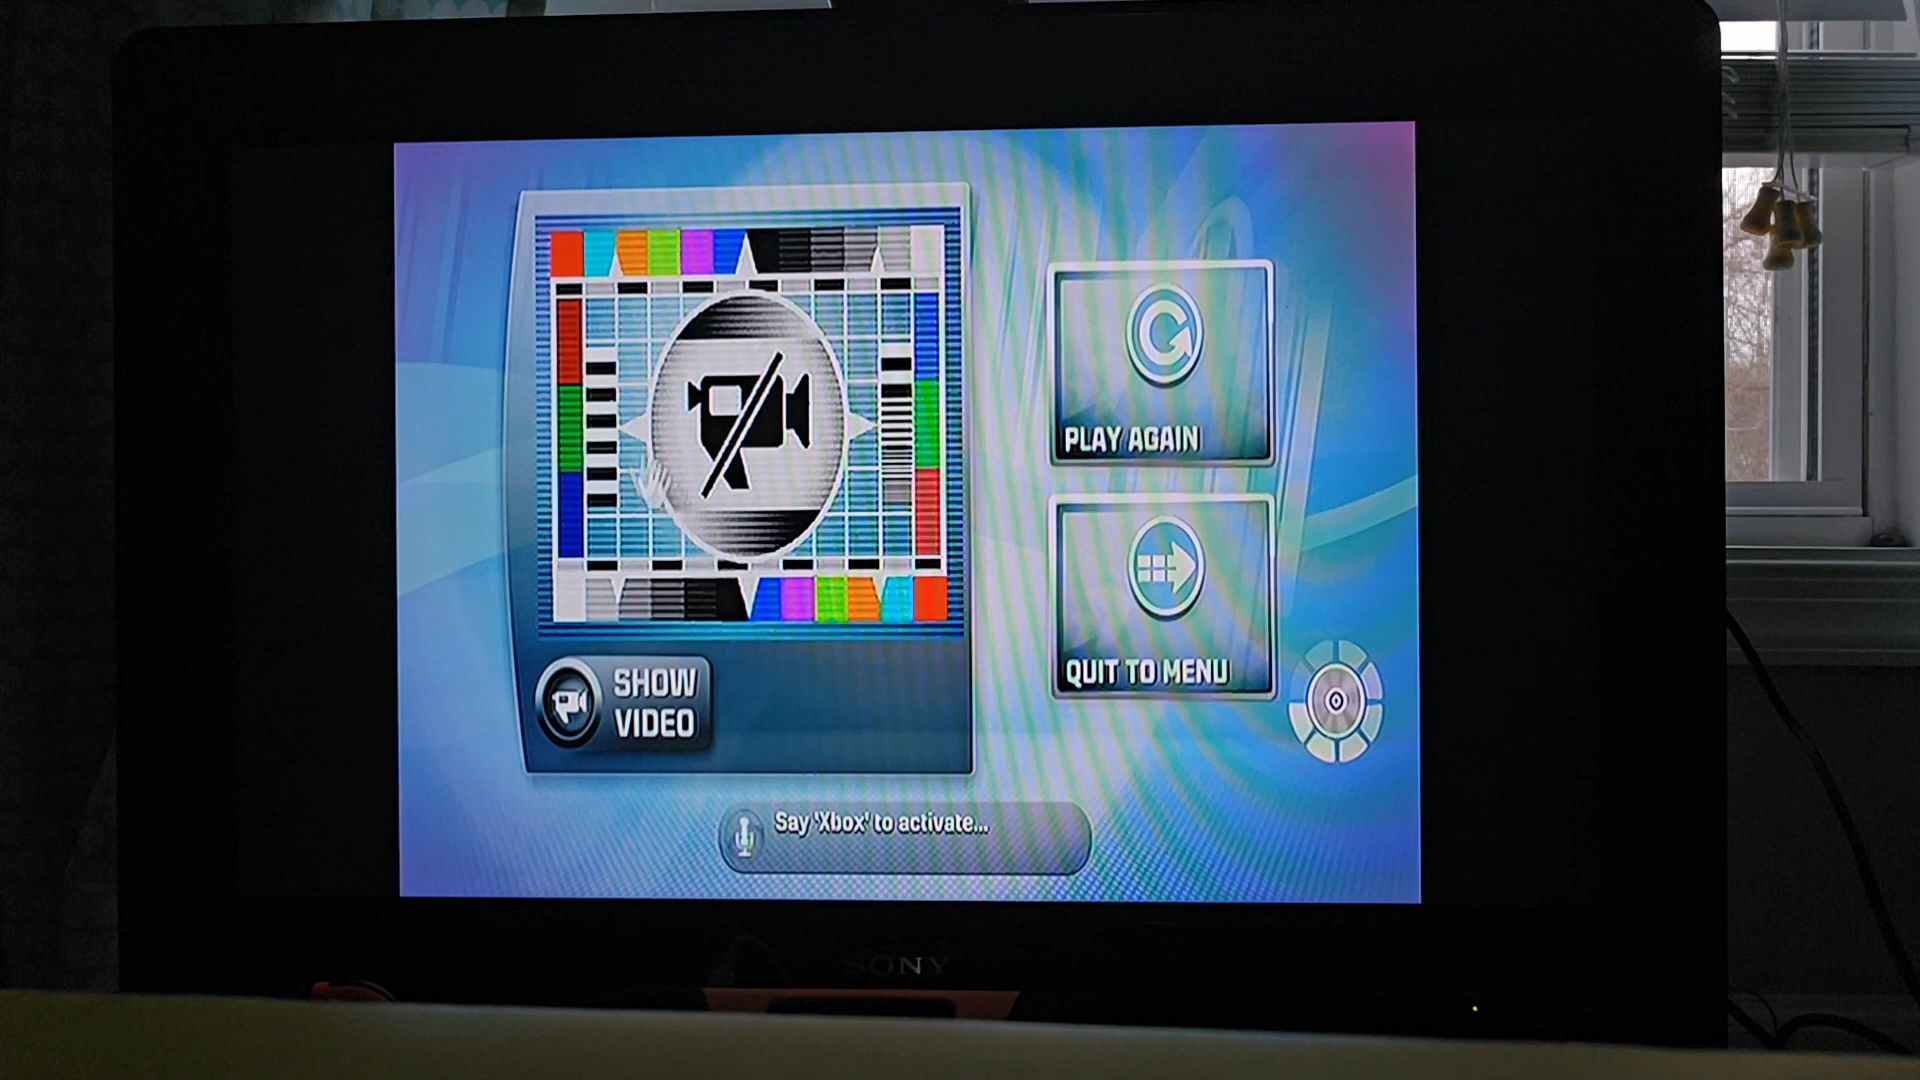 PLAY AGAIN
QUIT TO MENU
SHOW
VIDEO
Say 'Xbox' to activate...
SONY